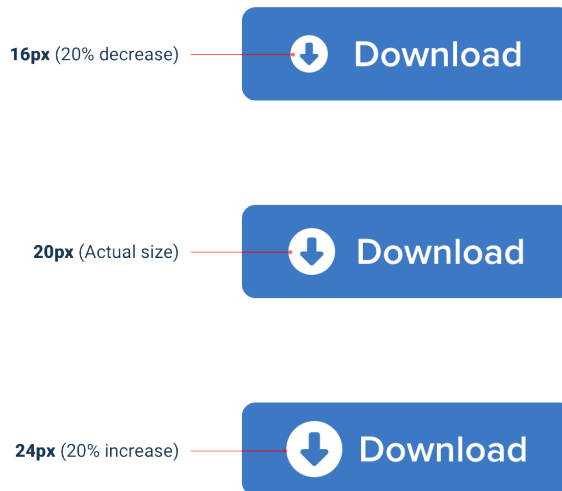 16px (20% decrease)
Download
20px (Actual size)
Download
24px (20% increase)
Download